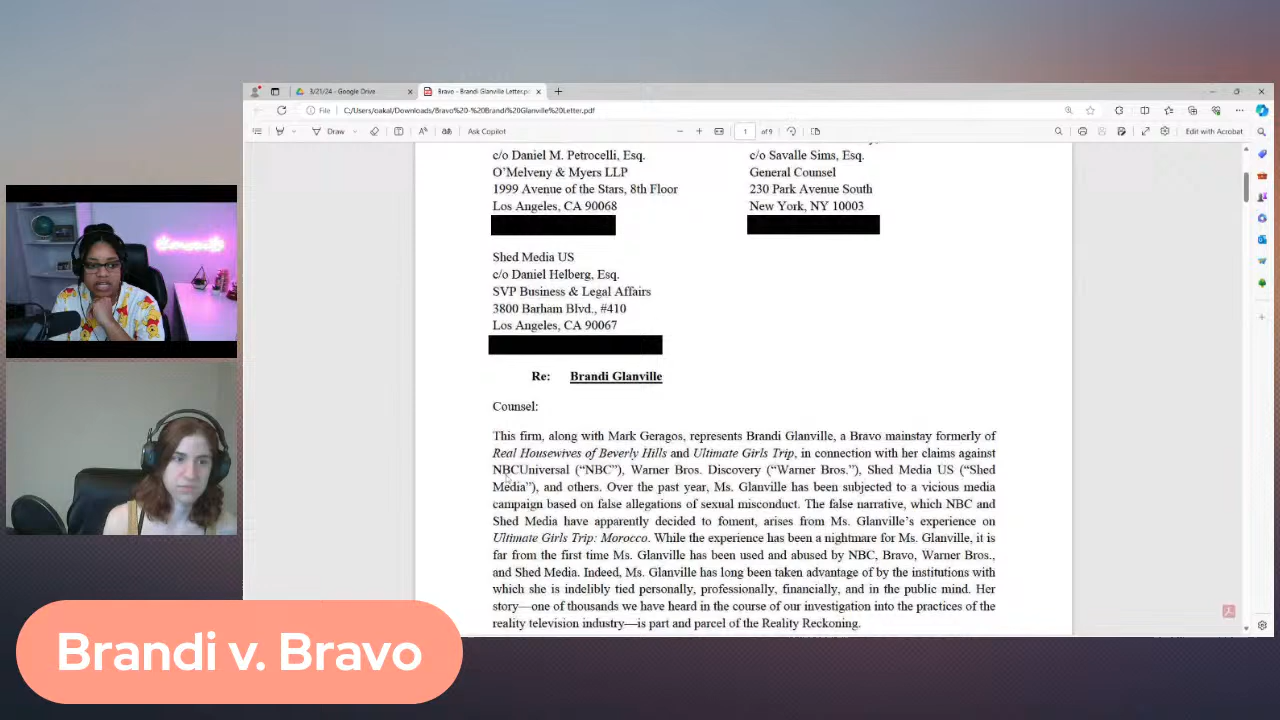 3/21/24 - Google Drive
Bravo - Brandi Glanville Letter.pd
File
C:/Users/oakal/Downloads/Bravo%20-%20Brandi%20Glanville%20Letter.pdf
Draw
Ask Copilot
1 of 9
Edit with Acrobat
c/o Daniel M. Petrocelli, Esq.
O'Melveny & Myers LLP
1999 Avenue of the Stars, 8th Floor
Los Angeles, CA 90068
c/o Savalle Sims, Esq.
General Counsel
230 Park Avenue South
New York, NY 10003
Shed Media US
c/o Daniel Helberg, Esq.
SVP Business & Legal Affairs
3800 Barham Blvd., #410
Los Angeles, CA 90067
Re: Brandi Glanville
Counsel:
This firm, along with Mark Geragos, represents Brandi Glanville, a Bravo mainstay formerly of
Real Housewives of Beverly Hills and Ultimate Girls Trip, in connection with her claims against
NBCUniversal ("NBC"), Warner Bros. Discovery ("Warner Bros."), Shed Media US ("Shed
Media"), and others. Over the past year, Ms. Glanville has been subjected to a vicious media
campaign based on false allegations of sexual misconduct. The false narrative, which NBC and
Shed Media have apparently decided to foment, arises from Ms. Glanville's experience on
Ultimate Girls Trip: Morocco. While the experience has been a nightmare for Ms. Glanville, it is
far from the first time Ms. Glanville has been used and abused by NBC, Bravo, Warner Bros.,
and Shed Media. Indeed, Ms. Glanville has long been taken advantage of by the institutions with
which she is indelibly tied personally, professionally, financially, and in the public mind. Her
story—one of thousands we have heard in the course of our investigation into the practices of the
reality television industry—is part and parcel of the Reality Reckoning.
Brandi v. Bravo